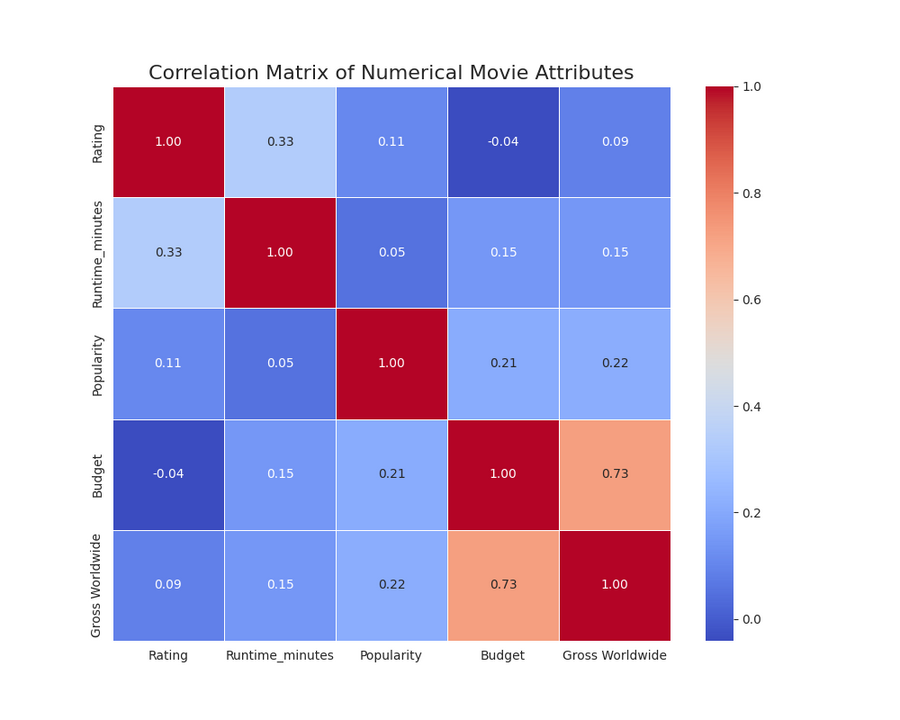 Correlation Matrix of Numerical Movie Attributes
Rating 1.00 0.33 0.11 -0.04 0.09
Runtime_minutes 0.33 1.00 0.05 0.15 0.15
Popularity 0.11 0.05 1.00 0.21 0.22
Budget -0.04 0.15 0.21 1.00 0.73
Gross Worldwide 0.09 0.15 0.22 0.73 1.00
Rating Runtime_minutes Popularity Budget Gross Worldwide
1.0
0.8
0.6
0.4
0.2
0.0